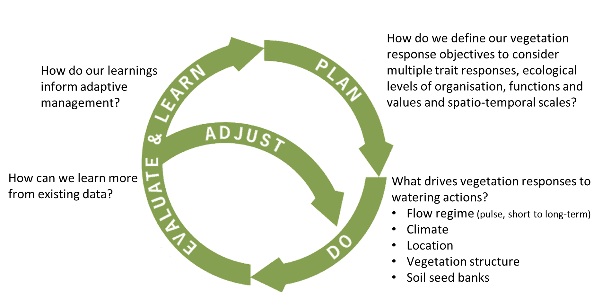 How do we define our vegetation
response objectives to consider
multiple trait responses, ecological
levels of organisation, functions and
values and spatio-temporal scales?
How do our learnings
inform adaptive
management?
PLAN
EVALUATE & LEARN
ADJUST
How can we learn more
from existing data?
What drives vegetation responses to
watering actions?
• Flow regime (pulse, short to long-term)
• Climate
• Location
• Vegetation structure
• Soil seed banks
DO